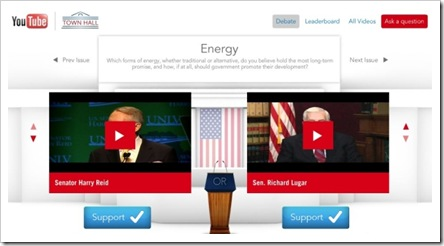 YouTube
TOWN HALL
Debate
Leaderboard
All Videos
Ask a question
Energy
Prev Issue
Which forms of energy, whether traditional or alternative, do you believe hold the most long-term
promise, and how, if at all, should government promote their development?
Next Issue
OR
Senator Harry Reid
Sen. Richard Lugar
Support
Support